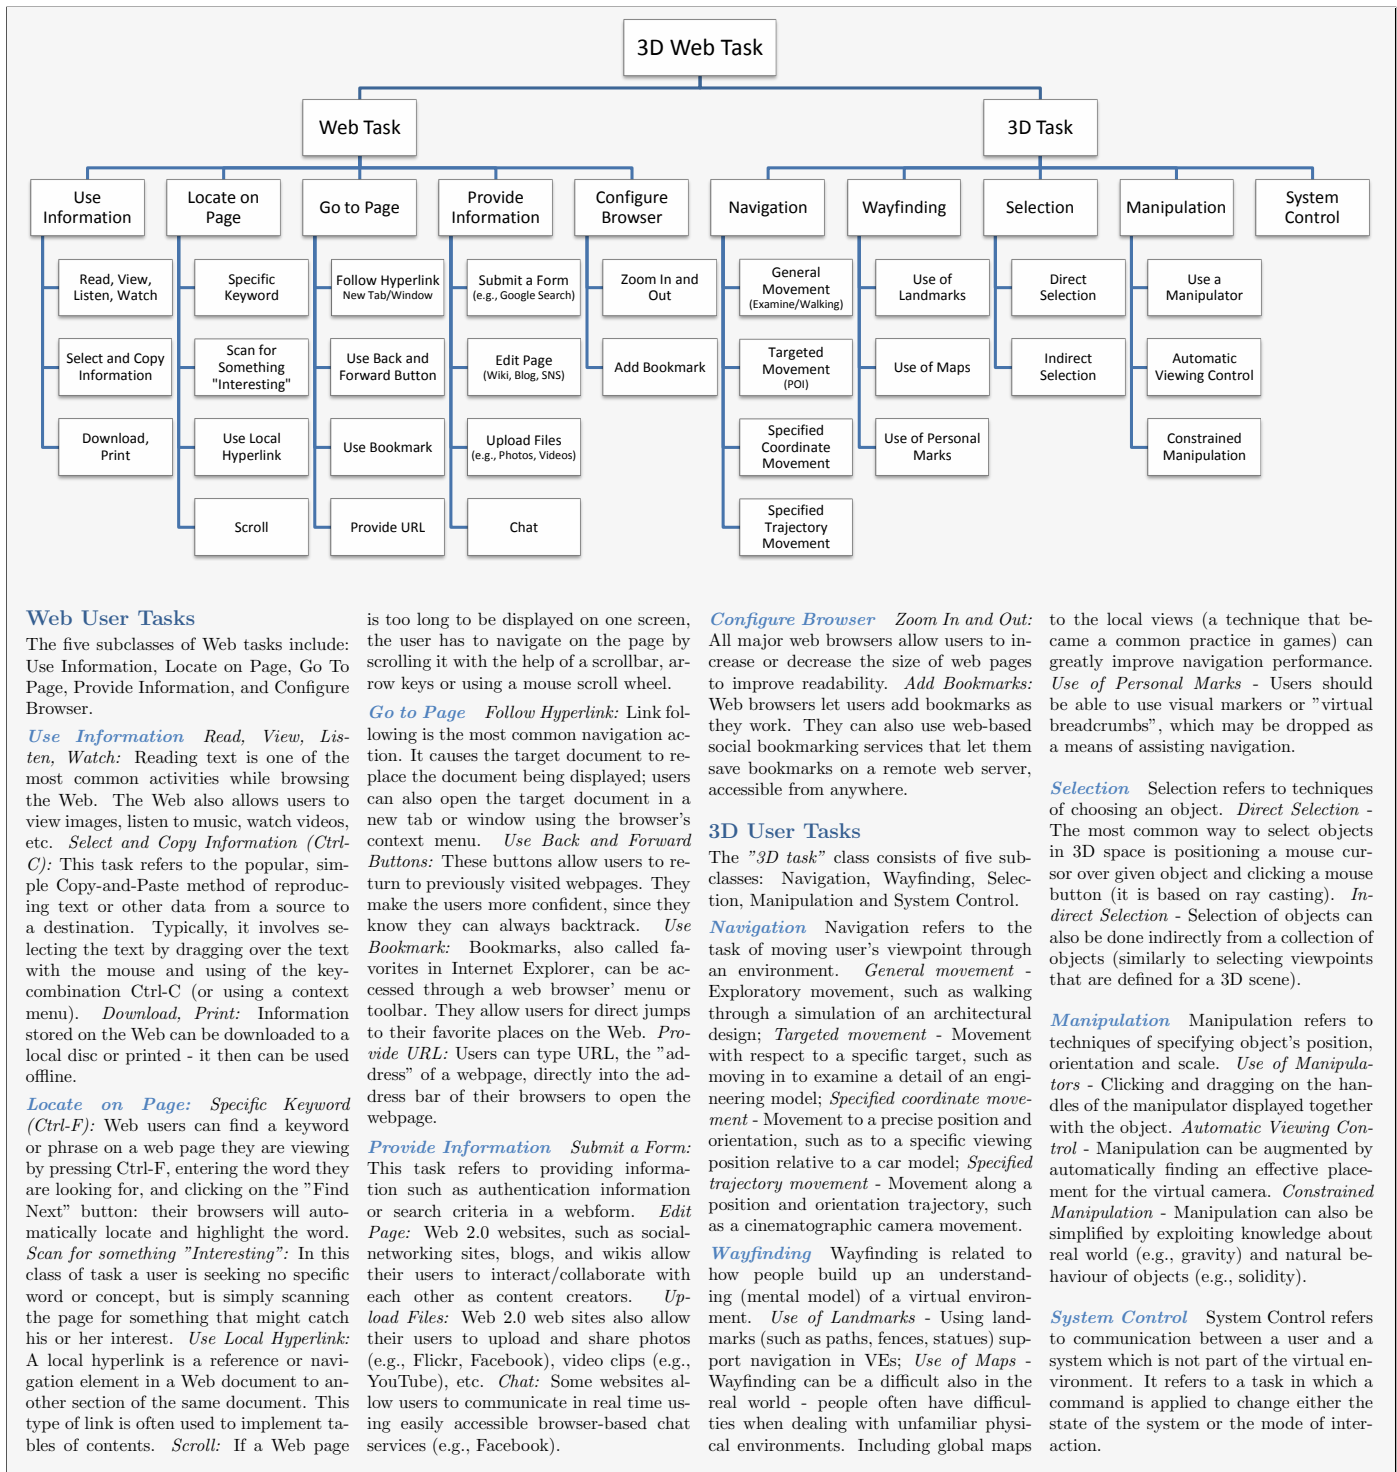 3D Web Task
Web Task
3D Task
Use
Information
Locate on
Page
Go to Page
Provide
Information
Configure
Browser
Navigation
Wayfinding
Selection
Manipulation
System
Control
Read, View,
Listen, Watch
Specific
Keyword
Follow Hyperlink
New Tab/Window
Submit a Form
(e.g., Google Search)
Zoom In and
Out
General
Movement
(Examine/Walking)
Use of
Landmarks
Direct
Selection
Use a
Manipulator
Select and Copy
Information
Scan for
Something
"Interesting"
Use Back and
Forward Button
Edit Page
(Wiki, Blog, SNS)
Add Bookmark
Targeted
Movement
(POI)
Use of Maps
Indirect
Selection
Automatic
Viewing Control
Download,
Print
Use Local
Hyperlink
Use Bookmark
Upload Files
(e.g., Photos, Videos)
Specified
Coordinate
Movement
Use of Personal
Marks
Constrained
Manipulation
Scroll
Provide URL
Chat
Specified
Trajectory
Movement
Web User Tasks
The five subclasses of Web tasks include:
Use Information, Locate on Page, Go To
Page, Provide Information, and Configure
Browser.
Use Information Read, View, Lis-
ten, Watch: Reading text is one of the
most common activities while browsing
the Web. The Web also allows users to
view images, listen to music, watch videos,
etc. Select and Copy Information (Ctrl-
C): This task refers to the popular, sim-
ple Copy-and-Paste method of reproduc-
ing text or other data from a source to
a destination. Typically, it involves se-
lecting the text by dragging over the text
with the mouse and using of the key-
combination Ctrl-C (or using a context
menu). Download, Print: Information
stored on the Web can be downloaded to a
local disc or printed - it then can be used
offline.
Locate on Page: Specific Keyword
(Ctrl-F): Web users can find a keyword
or phrase on a web page they are viewing
by pressing Ctrl-F, entering the word they
are looking for, and clicking on the "Find
Next" button: their browsers will auto-
matically locate and highlight the word.
Scan for something "Interesting": In this
class of task a user is seeking no specific
word or concept, but is simply scanning
the page for something that might catch
his or her interest. Use Local Hyperlink:
A local hyperlink is a reference or navi-
gation element in a Web document to an-
other section of the same document. This
type of link is often used to implement ta-
bles of contents. Scroll: If a Web page
is too long to be displayed on one screen,
the user has to navigate on the page by
scrolling it with the help of a scrollbar, ar-
row keys or using a mouse scroll wheel.
Go to Page Follow Hyperlink: Link fol-
lowing is the most common navigation ac-
tion. It causes the target document to re-
place the document being displayed; users
can also open the target document in a
new tab or window using the browser's
context menu. Use Back and Forward
Buttons: These buttons allow users to re-
turn to previously visited webpages. They
make the users more confident, since they
know they can always backtrack. Use
Bookmark: Bookmarks, also called fa-
vorites in Internet Explorer, can be ac-
cessed through a web browser' menu or
toolbar. They allow users for direct jumps
to their favorite places on the Web. Pro-
vide URL: Users can type URL, the "ad-
dress" of a webpage, directly into the ad-
dress bar of their browsers to open the
webpage.
Provide Information Submit a Form:
This task refers to providing informa-
tion such as authentication information
or search criteria in a webform. Edit
Page: Web 2.0 websites, such as social-
networking sites, blogs, and wikis allow
their users to interact/collaborate with
each other as content creators. Up-
load Files: Web 2.0 web sites also allow
their users to upload and share photos
(e.g., Flickr, Facebook), video clips (e.g.,
YouTube), etc. Chat: Some websites al-
low users to communicate in real time us-
ing easily accessible browser-based chat
services (e.g., Facebook).
Configure Browser Zoom In and Out:
All major web browsers allow users to in-
crease or decrease the size of web pages
to improve readability. Add Bookmarks:
Web browsers let users add bookmarks as
they work. They can also use web-based
social bookmarking services that let them
save bookmarks on a remote web server,
accessible from anywhere.
3D User Tasks
The "3D task" class consists of five sub-
classes: Navigation, Wayfinding, Selec-
tion, Manipulation and System Control.
Navigation Navigation refers to the
task of moving user's viewpoint through
an environment. General movement -
Exploratory movement, such as walking
through a simulation of an architectural
design; Targeted movement - Movement
with respect to a specific target, such as
moving in to examine a detail of an engi-
neering model; Specified coordinate move-
ment - Movement to a precise position and
orientation, such as to a specific viewing
position relative to a car model; Specified
trajectory movement - Movement along a
position and orientation trajectory, such
as a cinematographic camera movement.
Wayfinding Wayfinding is related to
how people build up an understand-
ing (mental model) of a virtual environ-
ment. Use of Landmarks - Using land-
marks (such as paths, fences, statues) sup-
port navigation in VEs; Use of Maps -
Wayfinding can be a difficult also in the
real world - people often have difficul-
ties when dealing with unfamiliar physi-
cal environments. Including global maps
to the local views (a technique that be-
came a common practice in games) can
greatly improve navigation performance.
Use of Personal Marks - Users should
be able to use visual markers or "virtual
breadcrumbs", which may be dropped as
a means of assisting navigation.
Selection Selection refers to techniques
of choosing an object. Direct Selection -
The most common way to select objects
in 3D space is positioning a mouse cur-
sor over given object and clicking a mouse
button (it is based on ray casting). In-
direct Selection - Selection of objects can
also be done indirectly from a collection of
objects (similarly to selecting viewpoints
that are defined for a 3D scene).
Manipulation Manipulation refers to
techniques of specifying object's position,
orientation and scale. Use of Manipula-
tors - Clicking and dragging on the han-
dles of the manipulator displayed together
with the object. Automatic Viewing Con-
trol - Manipulation can be augmented by
automatically finding an effective place-
ment for the virtual camera. Constrained
Manipulation - Manipulation can also be
simplified by exploiting knowledge about
real world (e.g., gravity) and natural be-
haviour of objects (e.g., solidity).
System Control System Control refers
to communication between a user and a
system which is not part of the virtual en-
vironment. It refers to a task in which a
command is applied to change either the
state of the system or the mode of inter-
action.